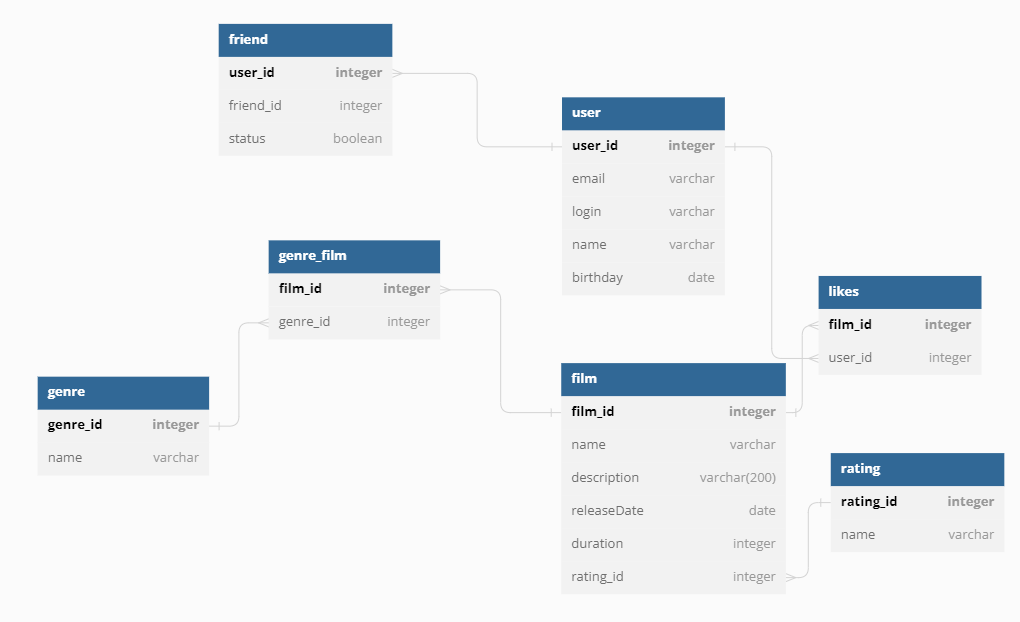 friend
user_id integer
friend_id integer
status boolean
user
user_id integer
email varchar
login varchar
name varchar
birthday date
genre_film
film_id integer
genre_id integer
likes
film_id integer
user_id integer
genre
genre_id integer
name varchar
film
film_id integer
name varchar
description varchar(200)
releaseDate date
duration integer
rating_id integer
rating
rating_id integer
name varchar